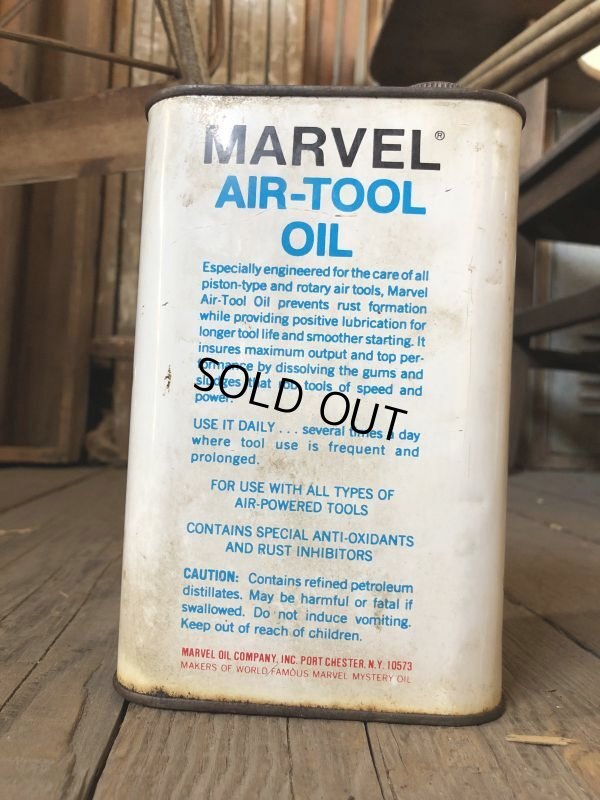 MARVEL®
AIR-TOOL
OIL
Especially engineered for the care of all
piston-type and rotary air tools, Marvel
Air-Tool Oil prevents rust formation
while providing positive lubrication for
longer tool life and smoother starting. It
insures maximum output and top per-
formance by dissolving the gums and
sludges that rob tools of speed and
power.
SOLD OUT
USE IT DAILY . . . several times a day
where tool use is frequent and
prolonged.
FOR USE WITH ALL TYPES OF
AIR-POWERED TOOLS
CONTAINS SPECIAL ANTI-OXIDANTS
AND RUST INHIBITORS
CAUTION: Contains refined petroleum
distillates. May be harmful or fatal if
swallowed. Do not induce vomiting.
Keep out of reach of children.
MARVEL OIL COMPANY, INC. PORT CHESTER, N.Y. 10573
MAKERS OF WORLD FAMOUS MARVEL MYSTERY OIL